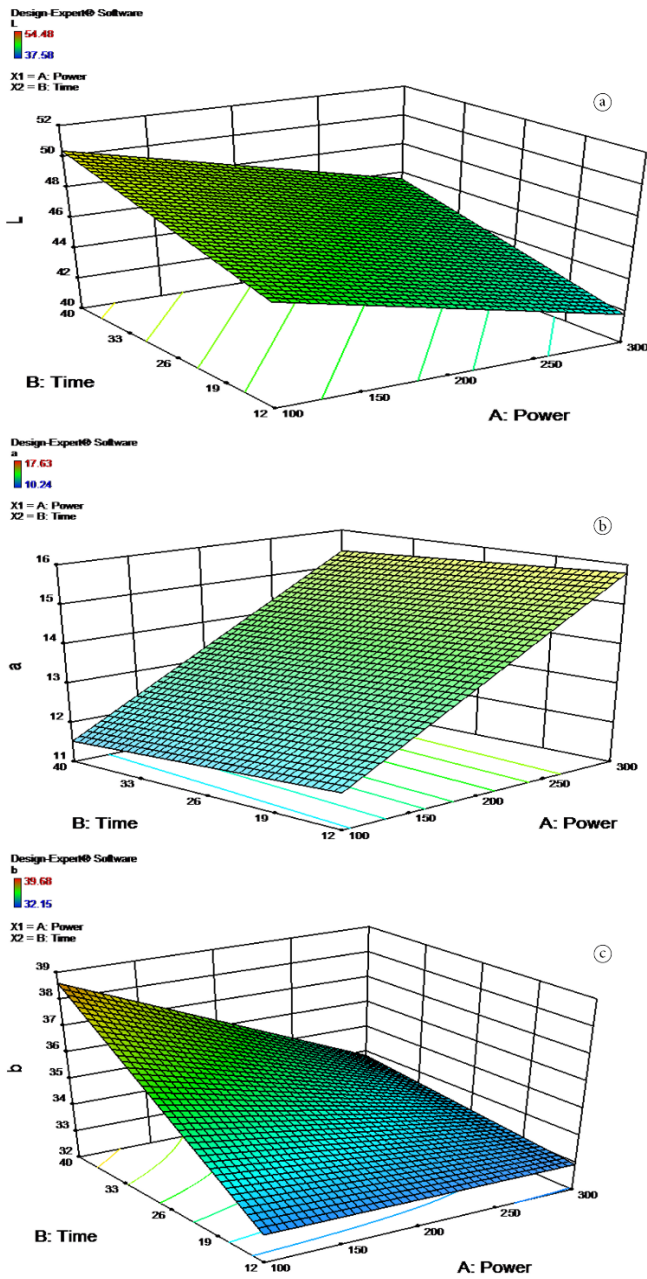 Design-Expert® Software
L
54.48
37.58
X1 = A: Power
X2 = B: Time
a
52
50
48
46
44
42
40
L
40
33
26
19
12
B: Time
100
150
200
250
300
A: Power
Design-Expert® Software
a
17.63
10.24
X1 = A: Power
X2 = B: Time
b
16
15
14
13
12
11
a
40
33
26
19
12
B: Time
100
150
200
250
300
A: Power
Design-Expert® Software
b
39.68
32.15
X1 = A: Power
X2 = B: Time
c
39
38
37
36
35
34
33
32
b
40
33
26
19
12
B: Time
100
150
200
250
300
A: Power